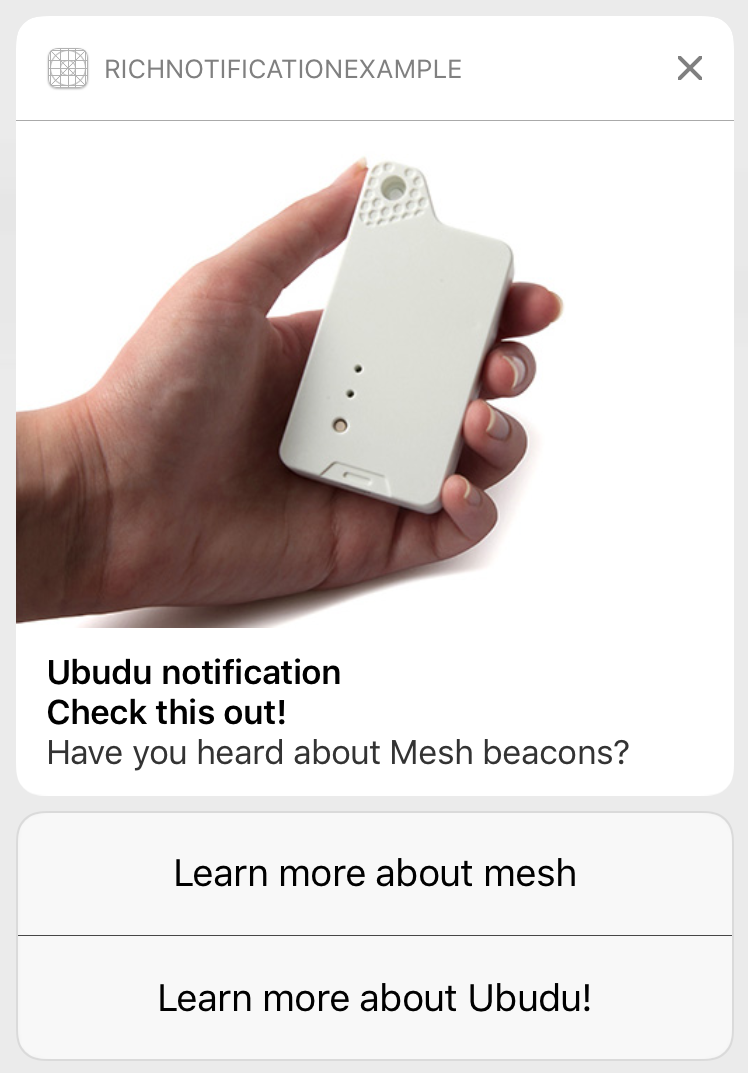 RICHNOTIFICATIONEXAMPLE
Ubudu notification
Check this out!
Have you heard about Mesh beacons?
Learn more about mesh
Learn more about Ubudu!